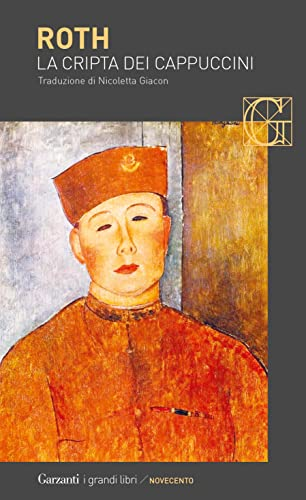 ROTH
LA CRIPTA DEI CAPPUCCINI
Traduzione di Nicoletta Giacon
G
Garzanti i grandi libri / NOVECENTO